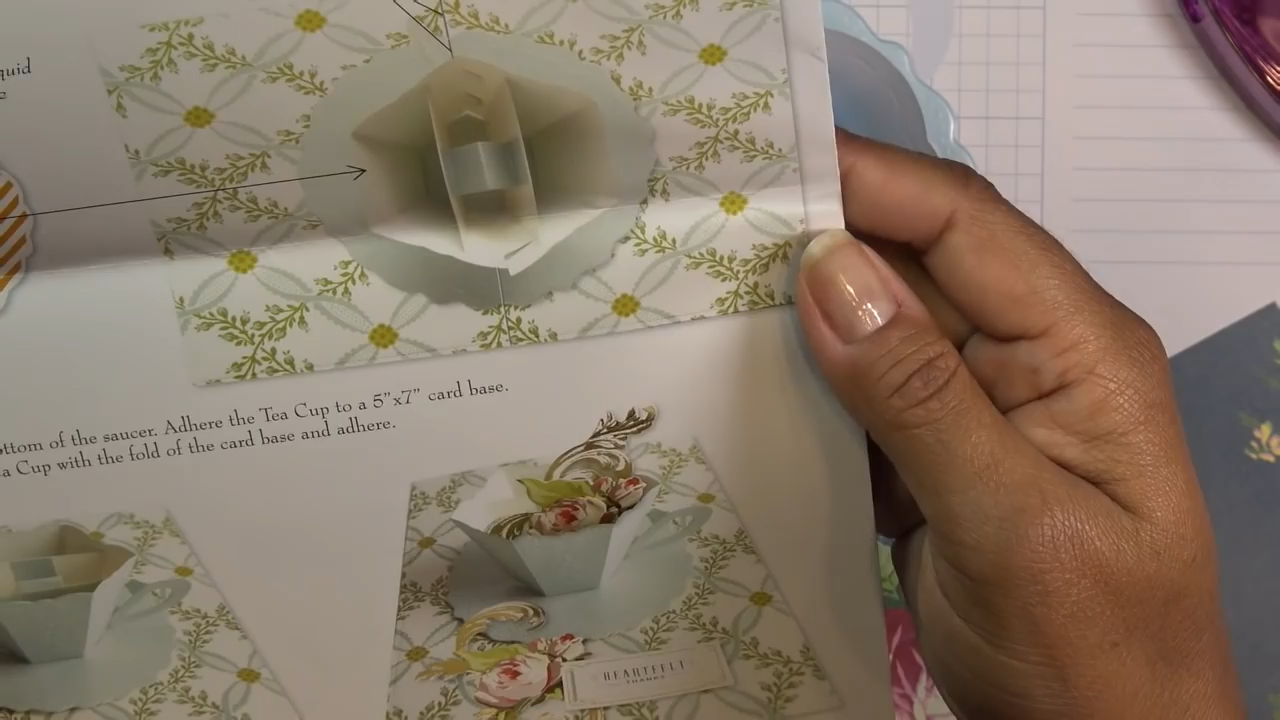 ottom of the saucer. Adhere the Tea Cup to a 5”x7” card base.
a Cup with the fold of the card base and adhere.
HEARTFELT
THANKS